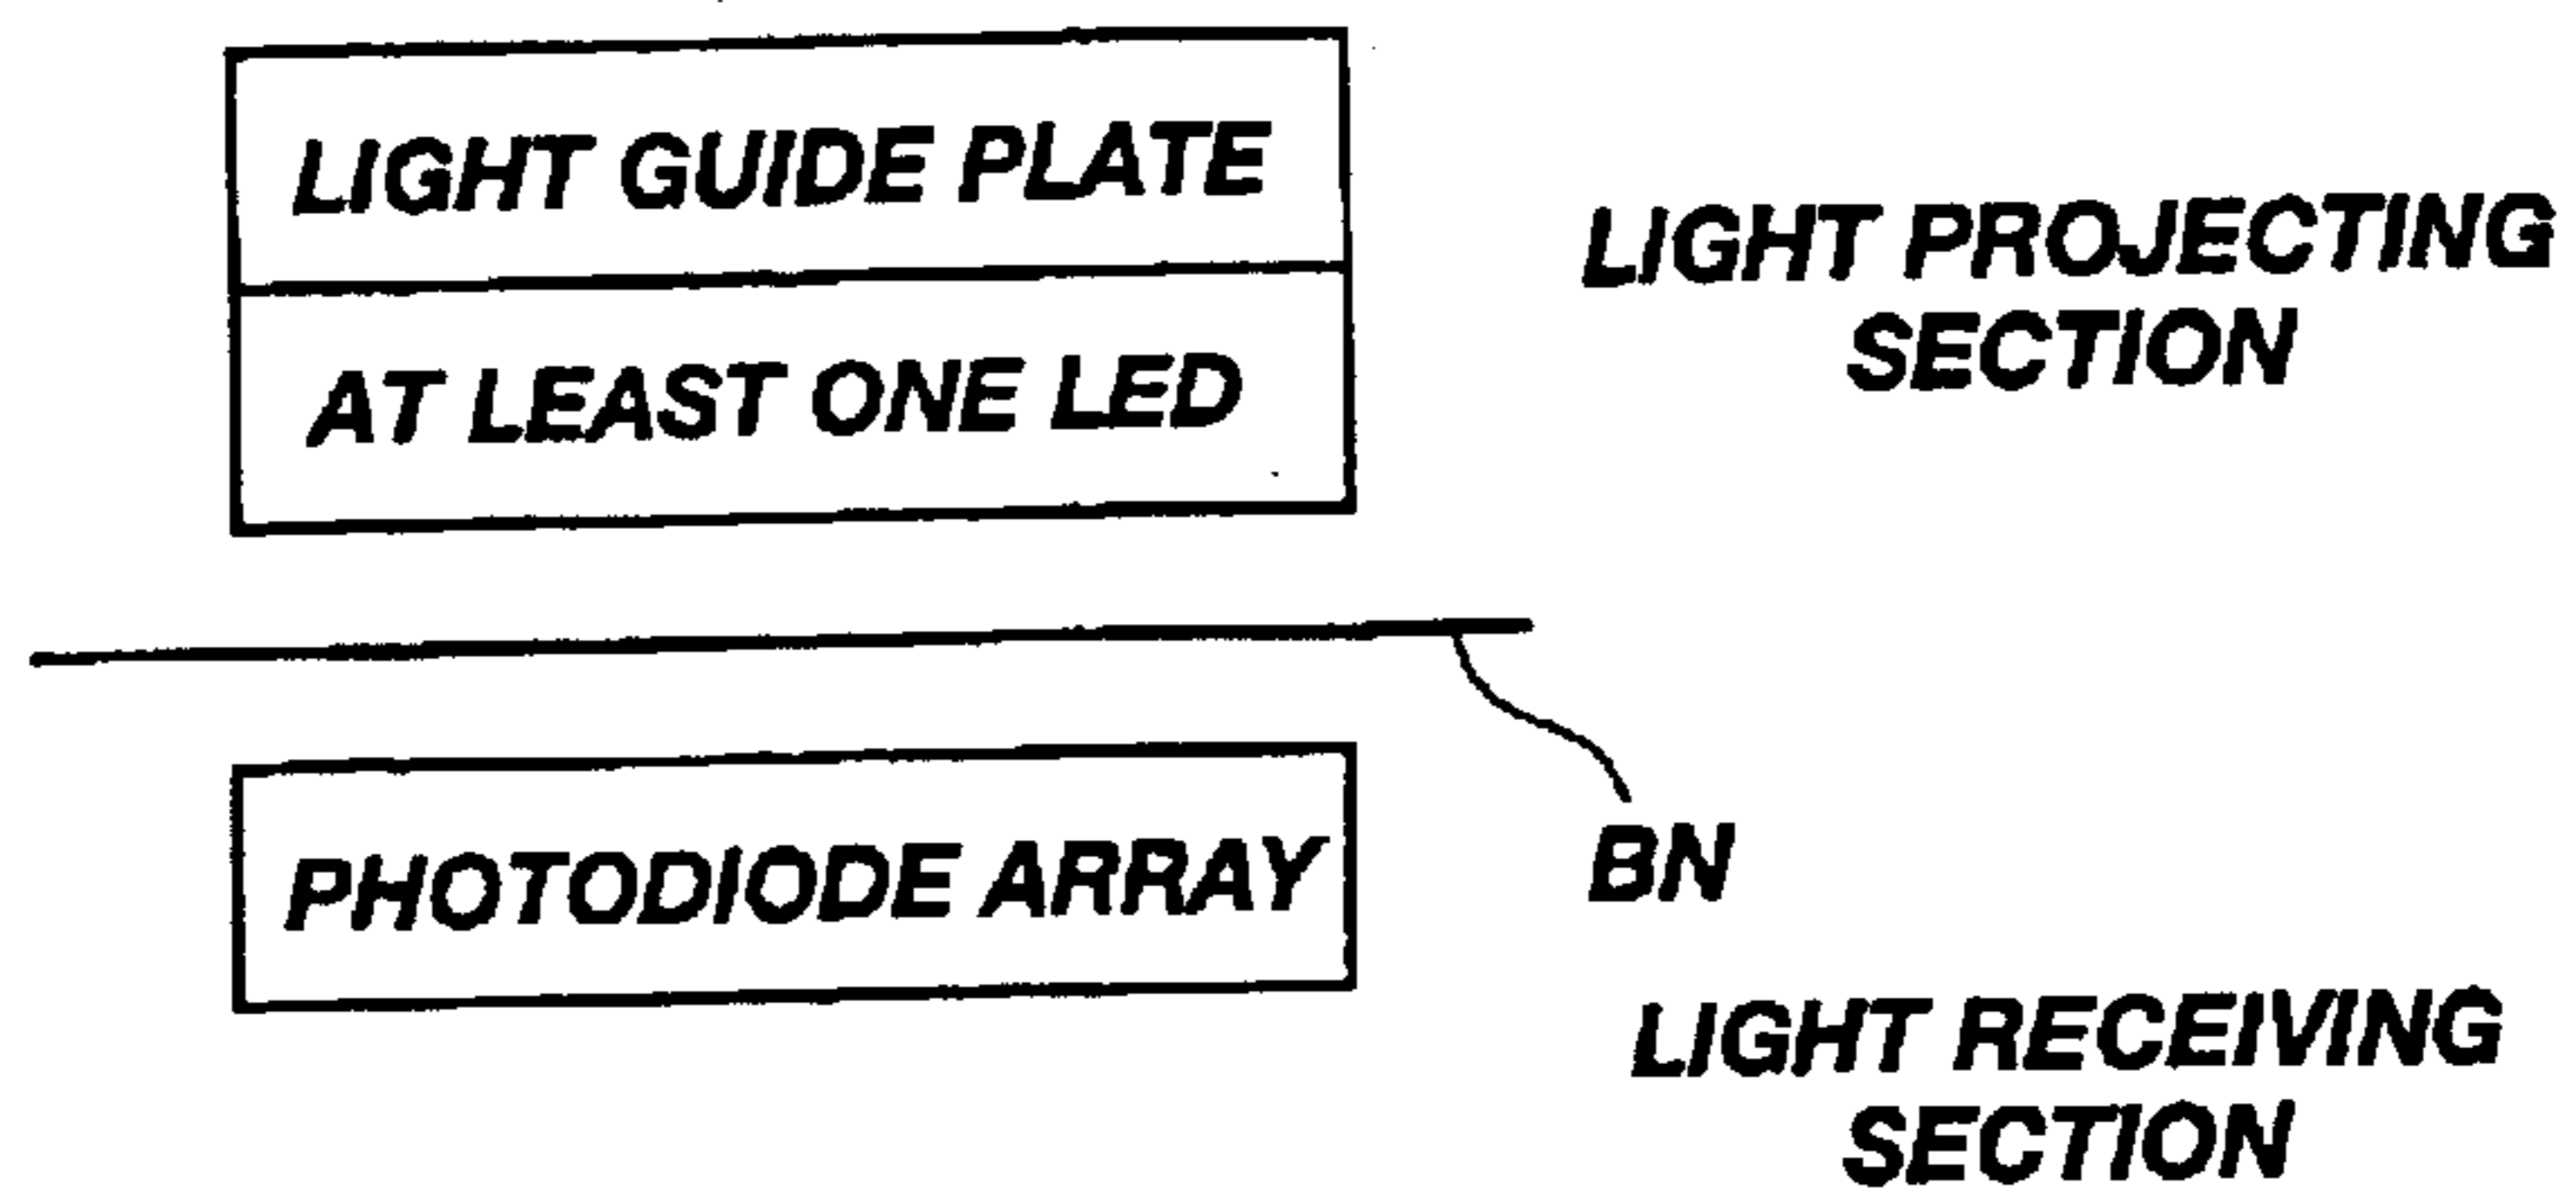 LIGHT GUIDE PLATE
AT LEAST ONE LED
LIGHT PROJECTING
SECTION
PHOTODIODE ARRAY
BN
LIGHT RECEIVING
SECTION